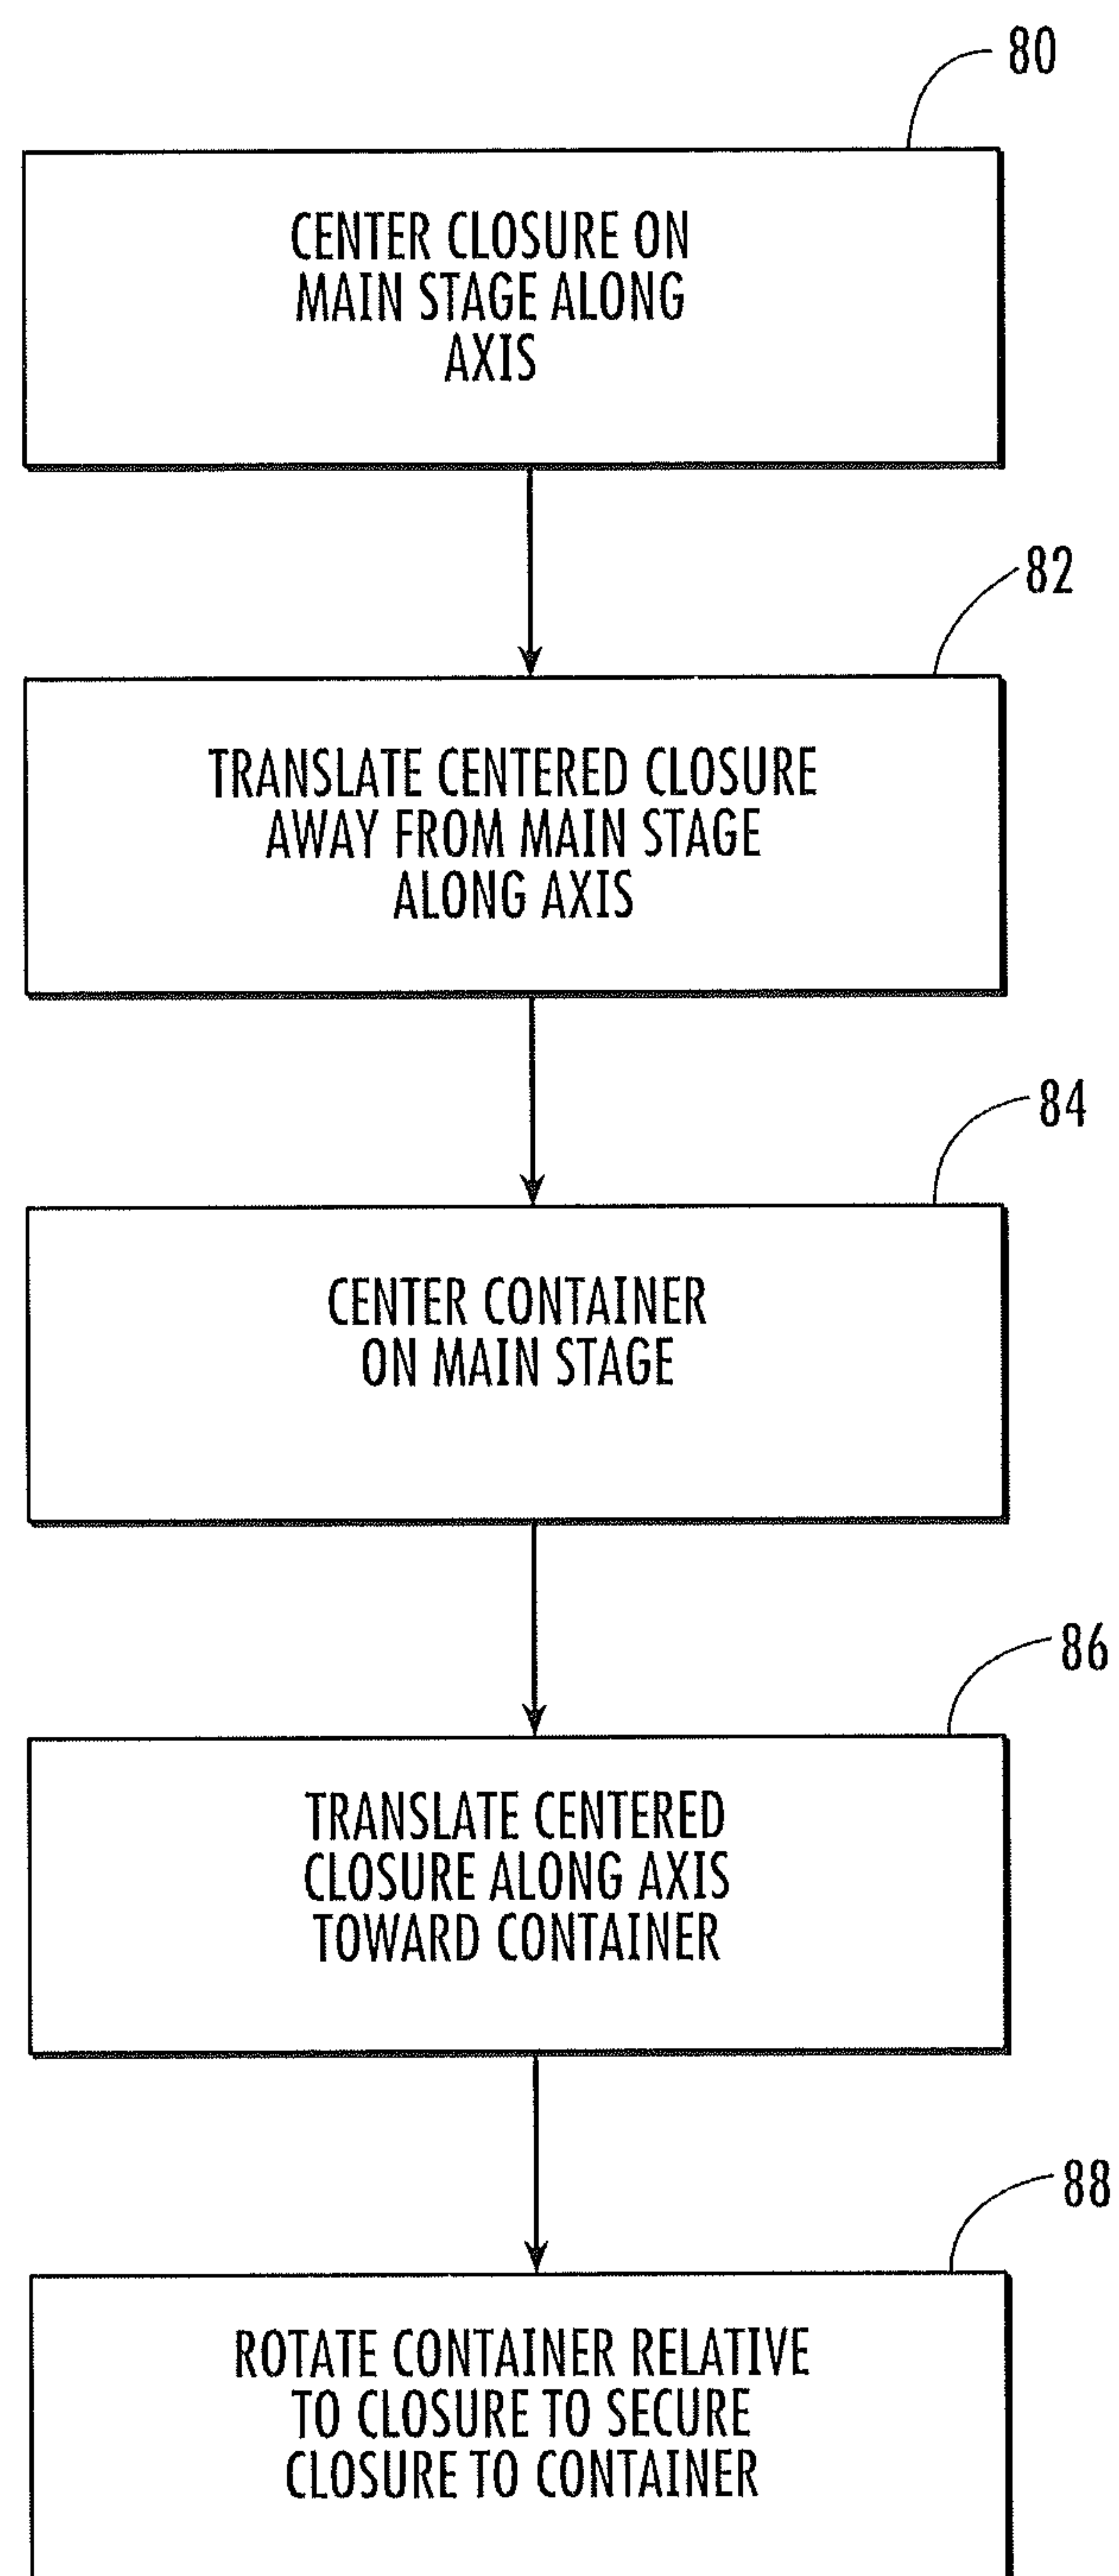 80
CENTER CLOSURE ON
MAIN STAGE ALONG
AXIS
82
TRANSLATE CENTERED CLOSURE
AWAY FROM MAIN STAGE
ALONG AXIS
84
CENTER CONTAINER
ON MAIN STAGE
86
TRANSLATE CENTERED
CLOSURE ALONG AXIS
TOWARD CONTAINER
88
ROTATE CONTAINER RELATIVE
TO CLOSURE TO SECURE
CLOSURE TO CONTAINER